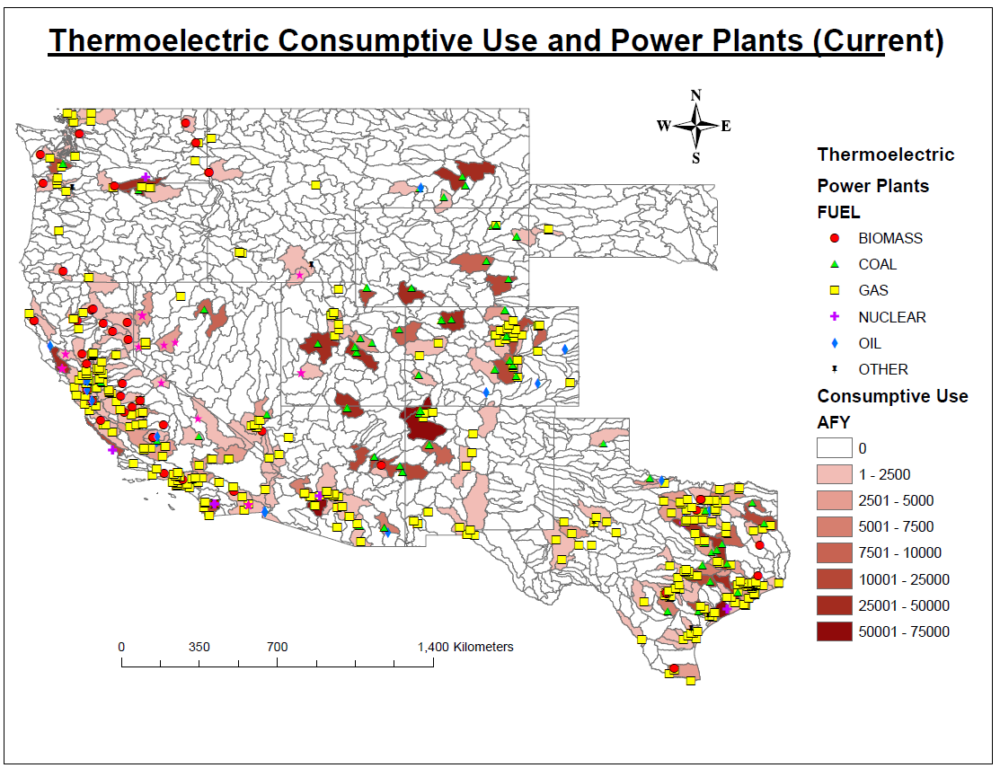 Thermoelectric Consumptive Use and Power Plants (Current)
N
W E
S
Thermoelectric
Power Plants
FUEL
BIOMASS
COAL
GAS
NUCLEAR
OIL
OTHER
Consumptive Use
AFY
0
1 - 2500
2501 - 5000
5001 - 7500
7501 - 10000
10001 - 25000
25001 - 50000
50001 - 75000
0 350 700 1,400 Kilometers